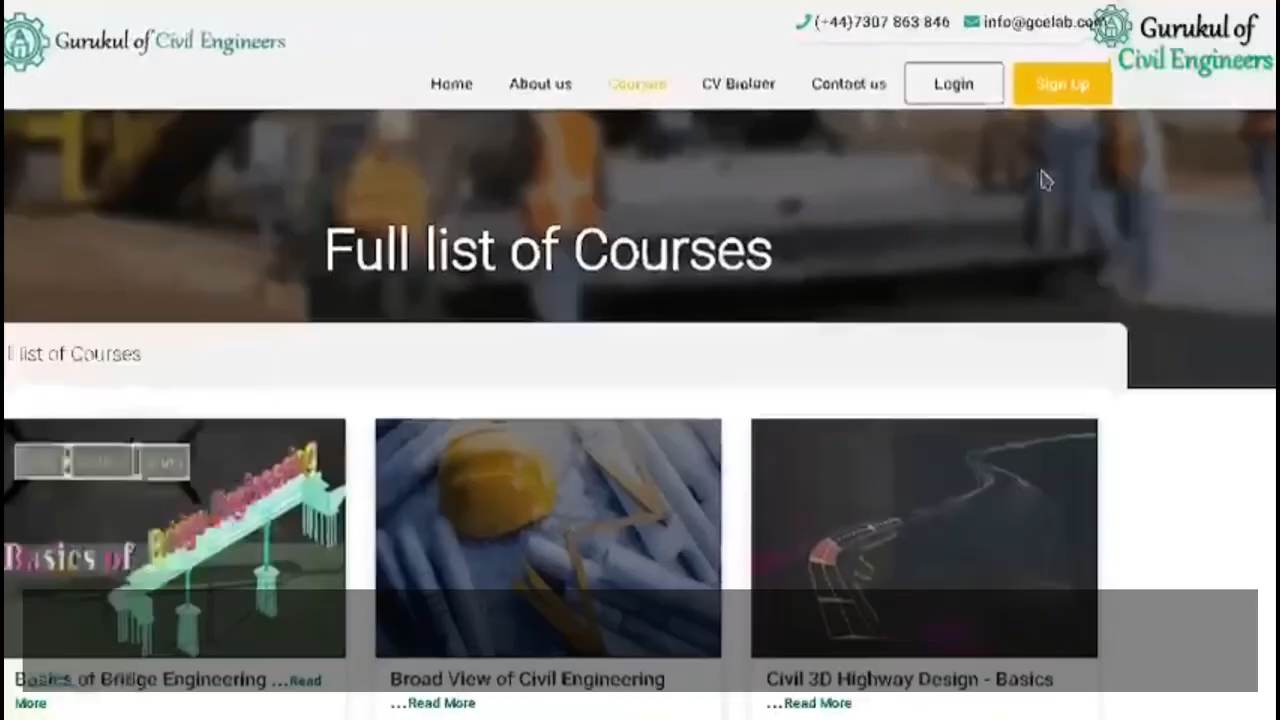 Gurukul of Civil Engineers
(+44)7307 863 846
info@gcelab.com
Gurukul of
Civil Engineers
Home
About us
Courses
CV Builder
Contact us
Login
Sign Up
Full list of Courses
l list of Courses
Basics of
Basics of Bridge Engineering ...Read
More
Broad View of Civil Engineering
...Read More
Civil 3D Highway Design - Basics
...Read More